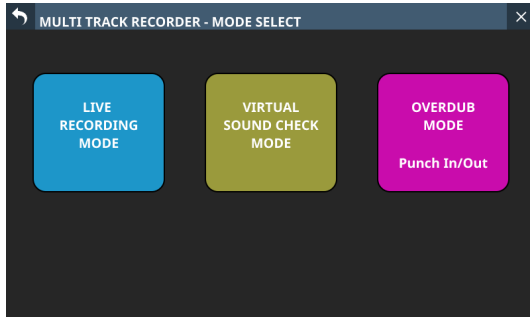 MULTI TRACK RECORDER - MODE SELECT
LIVE
RECORDING
MODE
VIRTUAL
SOUND CHECK
MODE
OVERDUB
MODE
Punch In/Out